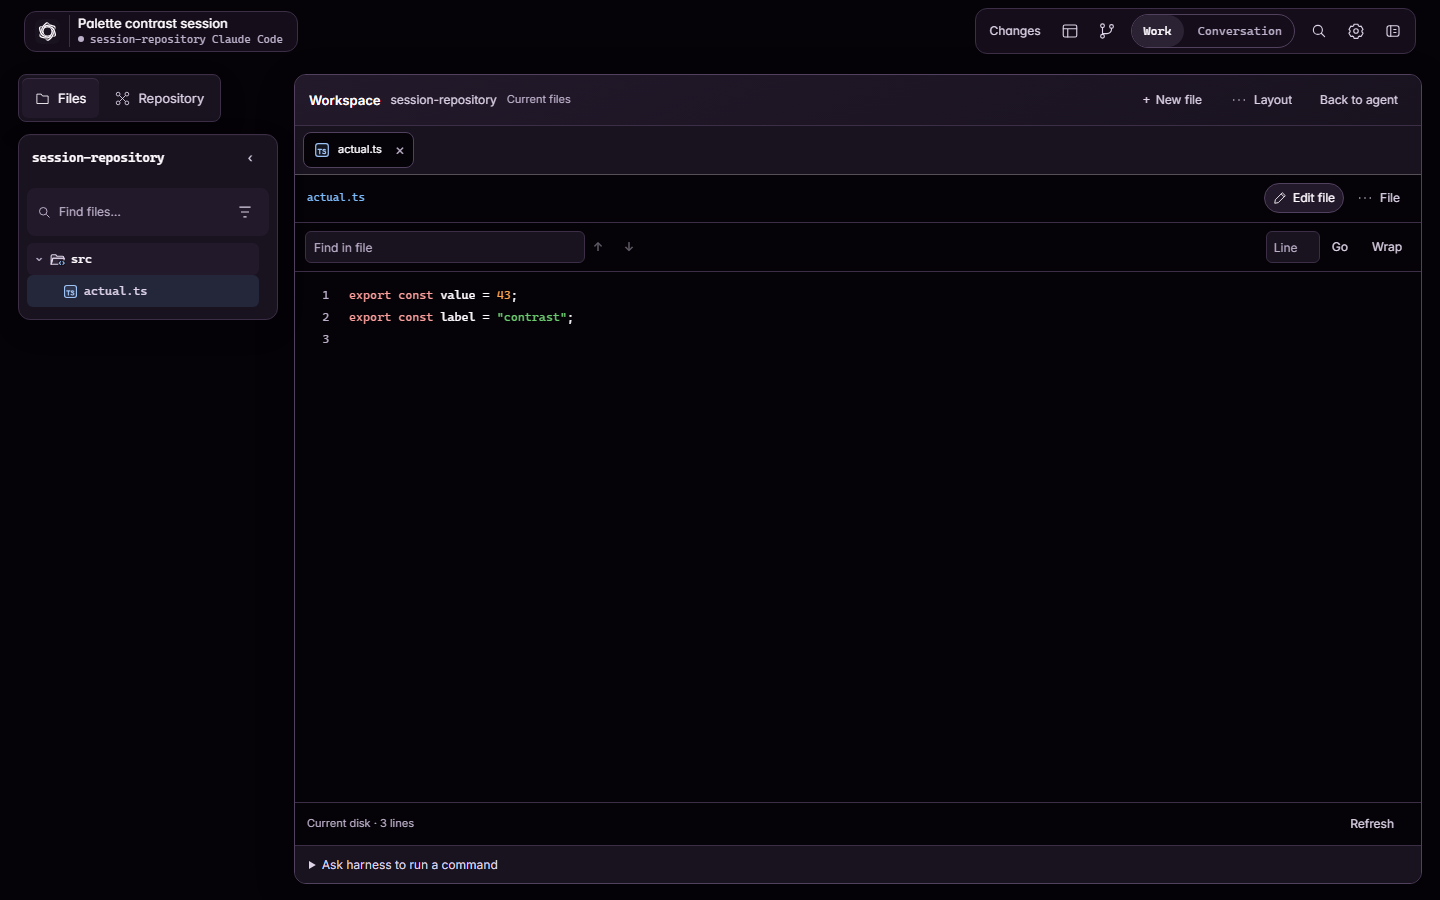 Palette contrast session
session-repository Claude Code
Changes
Work
Conversation
Files
Repository
session-repository
Find files...
src
TS actual.ts
Workspace session-repository Current files
+ New file
··· Layout
Back to agent
TS actual.ts ×
actual.ts
Edit file
··· File
Find in file
↑ ↓
Line
Go
Wrap
1 export const value = 43;
2 export const label = "contrast";
3
Current disk · 3 lines
Refresh
Ask harness to run a command